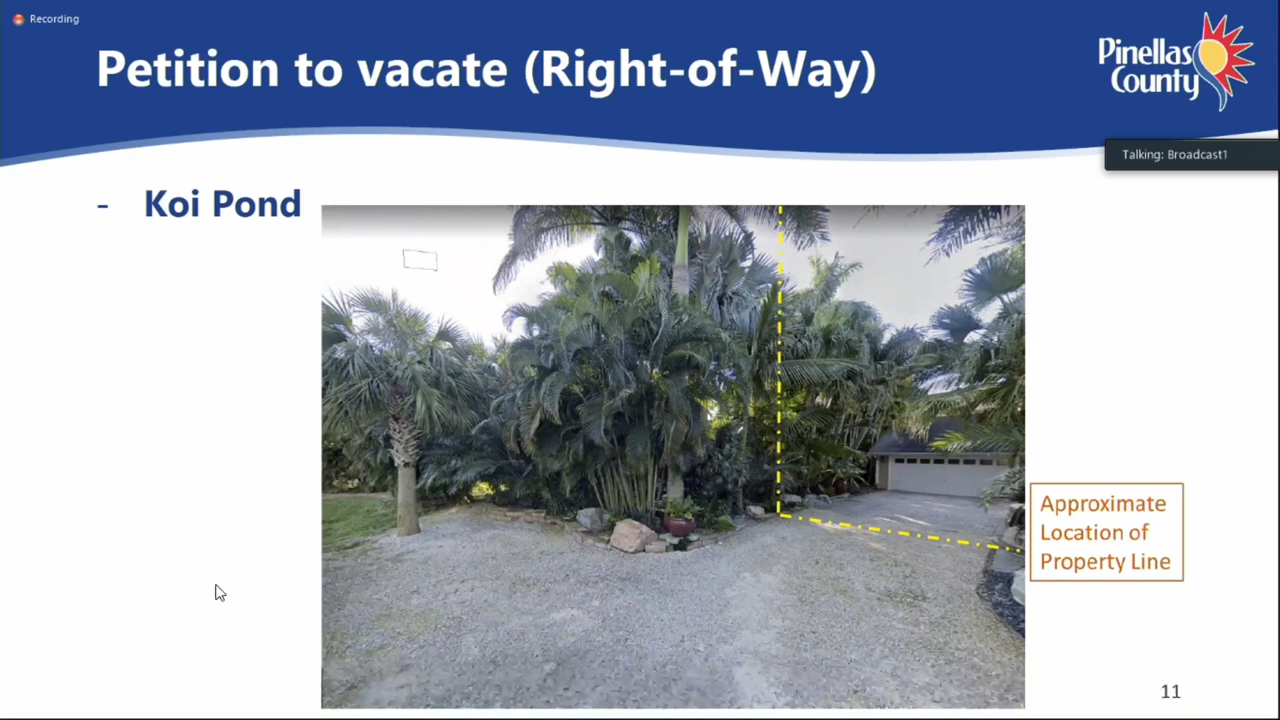 Recording
Petition to vacate (Right-of-Way)
Pinellas
County
Talking: Broadcast1
- Koi Pond
Approximate
Location of
Property Line
11